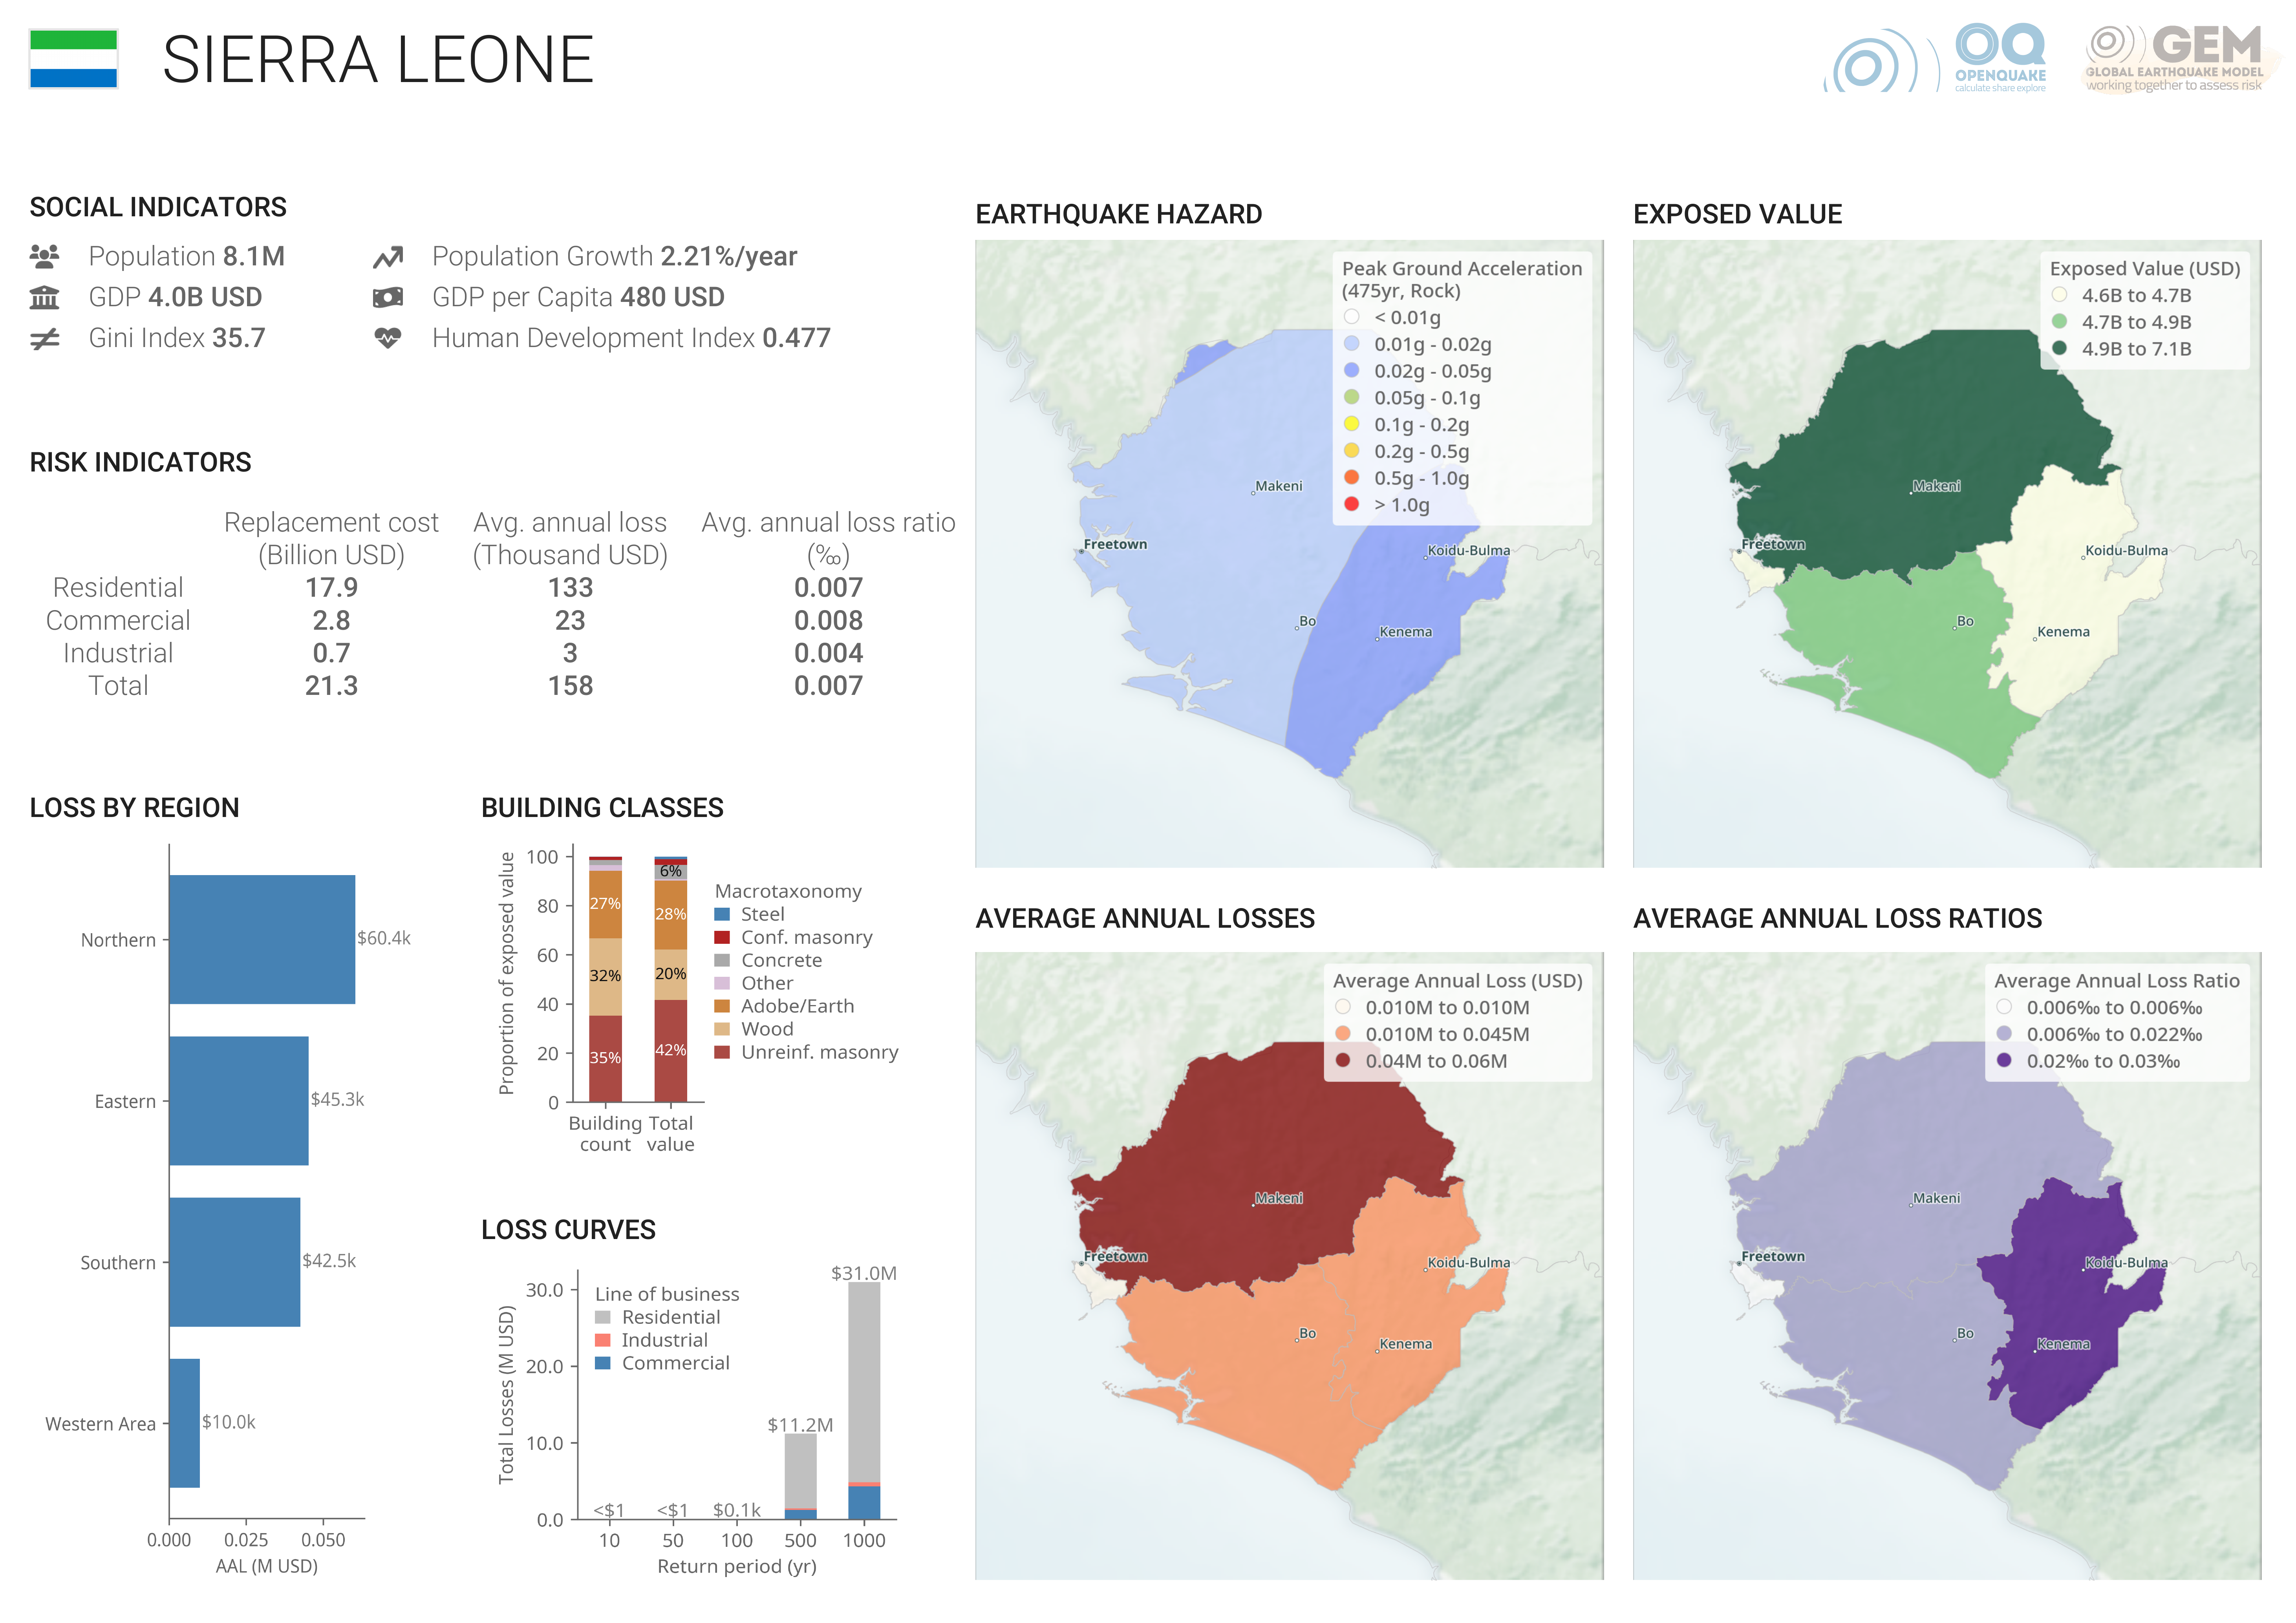 SIERRA LEONE
OQ
OPENQUAKE
calculate share explore
GEM
GLOBAL EARTHQUAKE MODEL
working together to assess risk
SOCIAL INDICATORS
Population 8.1M
Population Growth 2.21%/year
GDP 4.0B USD
GDP per Capita 480 USD
Gini Index 35.7
Human Development Index 0.477
RISK INDICATORS
Replacement cost (Billion USD) Avg. annual loss (Thousand USD) Avg. annual loss ratio (‰)
Residential 17.9 133 0.007
Commercial 2.8 23 0.008
Industrial 0.7 3 0.004
Total 21.3 158 0.007
LOSS BY REGION
Northern $60.4k
Eastern $45.3k
Southern $42.5k
Western Area $10.0k
0.000 0.025 0.050
AAL (M USD)
BUILDING CLASSES
Proportion of exposed value
100
80
60
40
20
0
27%
32%
35%
6%
28%
20%
42%
Building count
Total value
Macrotaxonomy
Steel
Conf. masonry
Concrete
Other
Adobe/Earth
Wood
Unreinf. masonry
LOSS CURVES
Total Losses (M USD)
30.0
20.0
10.0
0.0
Line of business
Residential
Industrial
Commercial
<$1 <$1 $0.1k $11.2M $31.0M
10 50 100 500 1000
Return period (yr)
EARTHQUAKE HAZARD
Peak Ground Acceleration
(475yr, Rock)
< 0.01g
0.01g - 0.02g
0.02g - 0.05g
0.05g - 0.1g
0.1g - 0.2g
0.2g - 0.5g
0.5g - 1.0g
> 1.0g
Makeni
Freetown
Koidu-Bulma
Bo
Kenema
EXPOSED VALUE
Exposed Value (USD)
4.6B to 4.7B
4.7B to 4.9B
4.9B to 7.1B
Makeni
Freetown
Koidu-Bulma
Bo
Kenema
AVERAGE ANNUAL LOSSES
Average Annual Loss (USD)
0.010M to 0.010M
0.010M to 0.045M
0.04M to 0.06M
Makeni
Freetown
Koidu-Bulma
Bo
Kenema
AVERAGE ANNUAL LOSS RATIOS
Average Annual Loss Ratio
0.006‰ to 0.006‰
0.006‰ to 0.022‰
0.02‰ to 0.03‰
Makeni
Freetown
Koidu-Bulma
Bo
Kenema